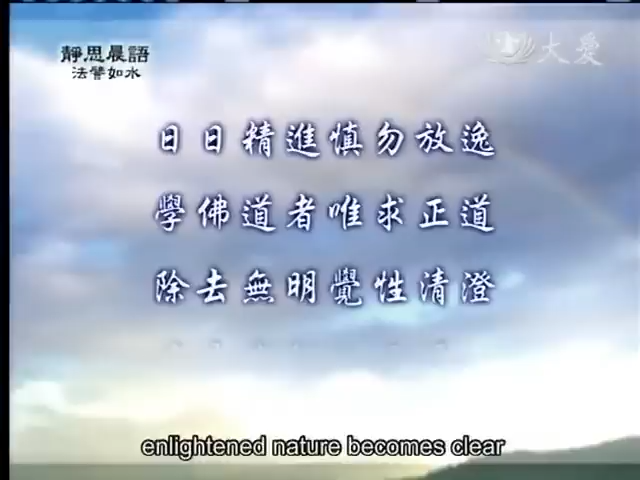 靜思晨語
法譬如水
大愛
日日精進慎勿放逸
學佛道者唯求正道
除去無明覺性清澄
enlightened nature becomes clear